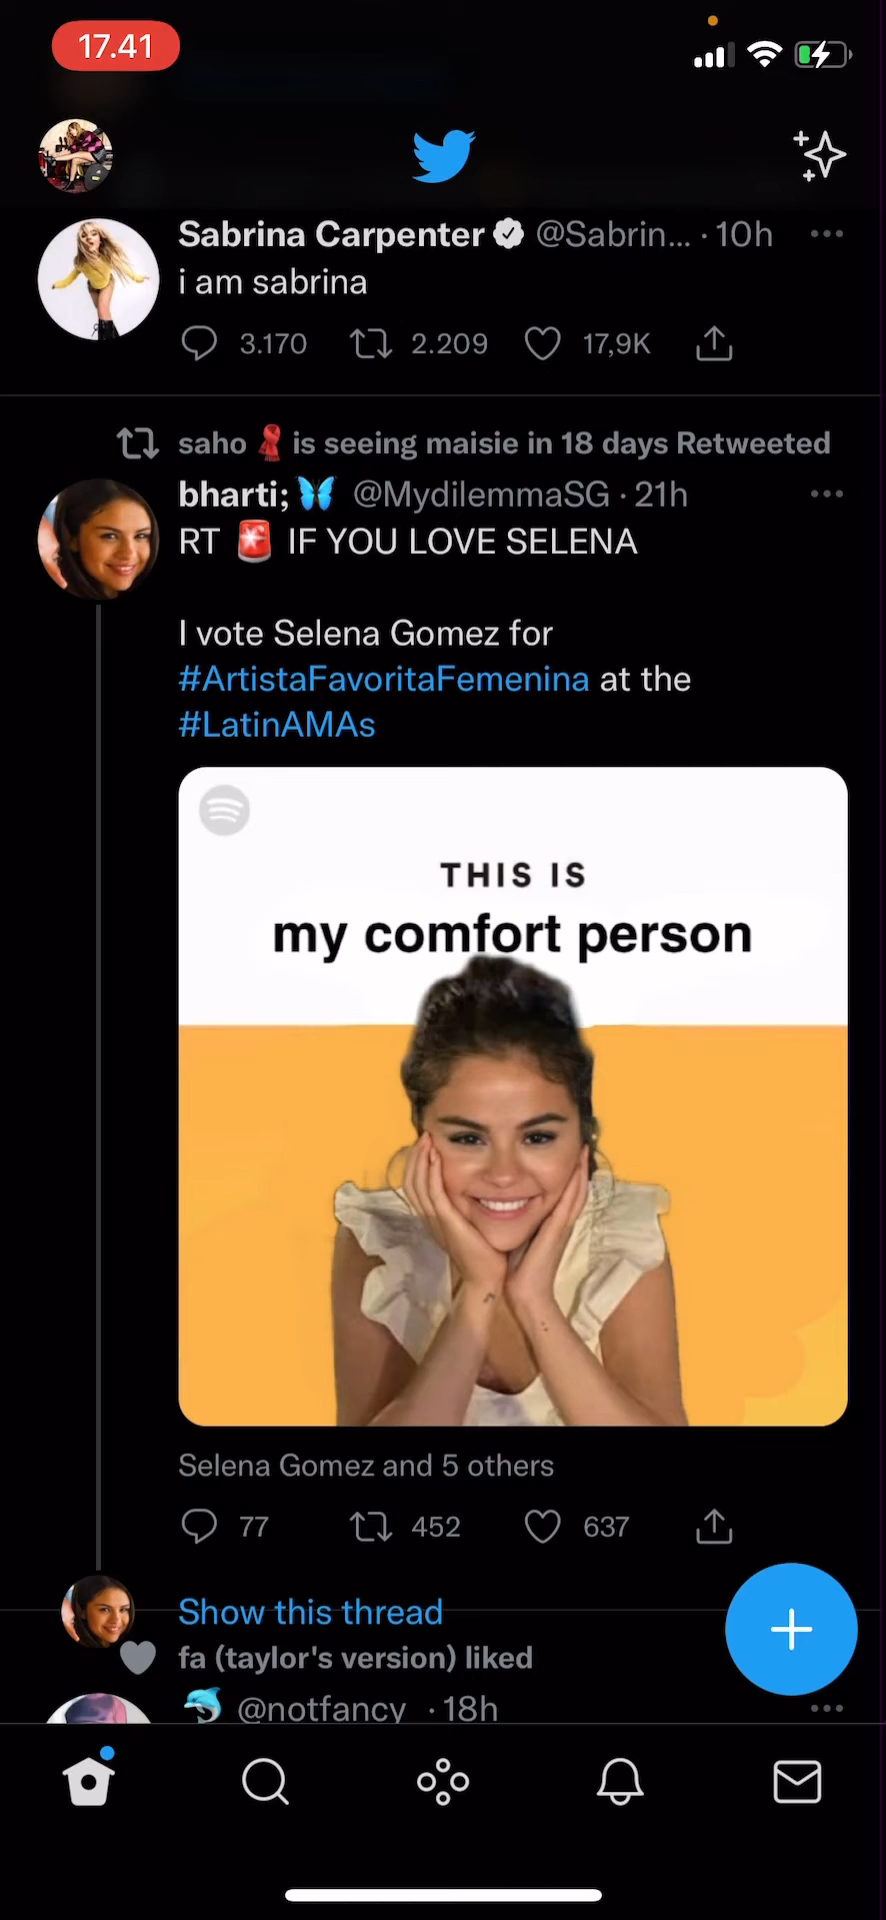 17.41
Sabrina Carpenter @Sabrin... · 10h
i am sabrina
3.170 2.209 17,9K
saho 🧣 is seeing maisie in 18 days Retweeted
bharti; 🦋 @MydilemmaSG · 21h
RT 🚨 IF YOU LOVE SELENA
I vote Selena Gomez for
#ArtistaFavoritaFemenina at the
#LatinAMAs
THIS IS
my comfort person
Selena Gomez and 5 others
77 452 637
Show this thread
fa (taylor's version) liked
🐬 @notfancy_ · 18h